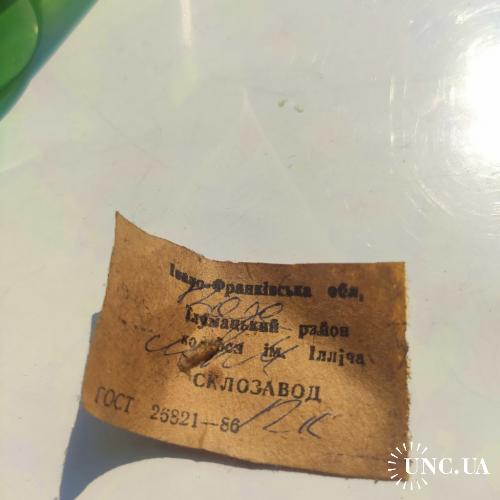 Івано-Франківська обл.
Тлумацький район
колгосп ім. Ілліча
СКЛОЗАВОД
ГОСТ 26821—86
UNC.UA